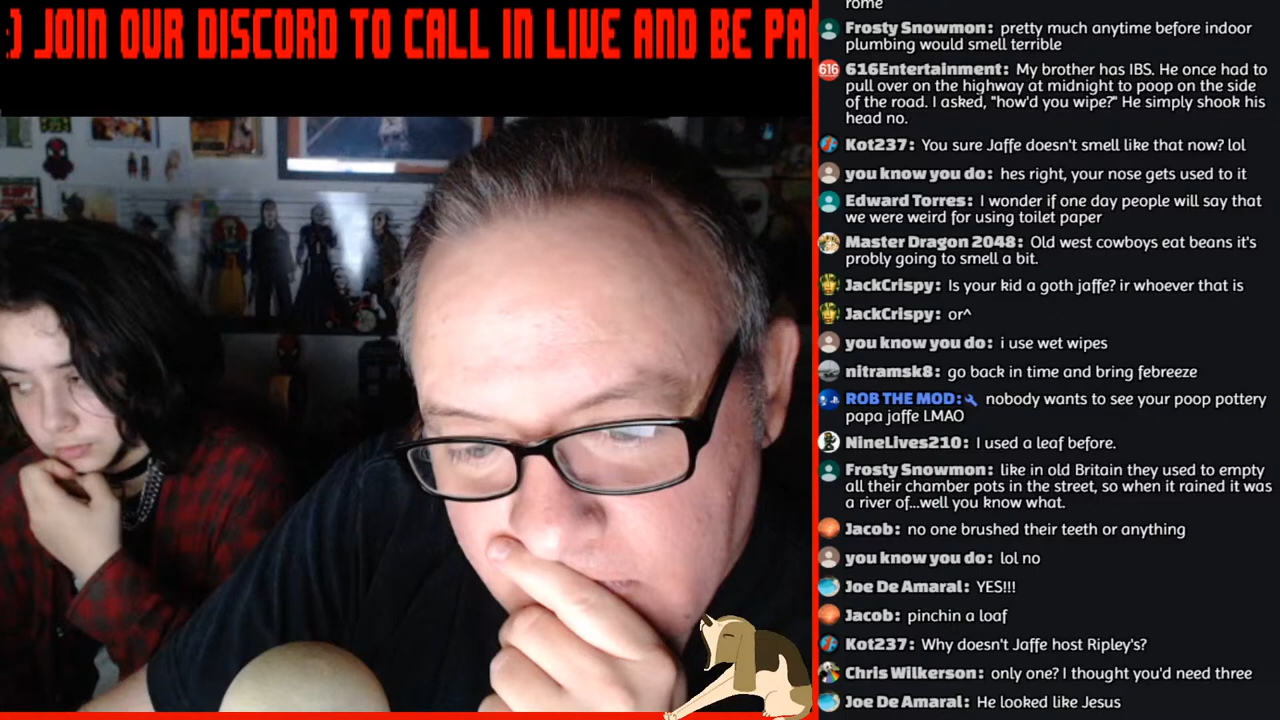 ) JOIN OUR DISCORD TO CALL IN LIVE AND BE PA
rome
Frosty Snowmon: pretty much anytime before indoor
plumbing would smell terrible
616
616Entertainment: My brother has IBS. He once had to
pull over on the highway at midnight to poop on the side
of the road. I asked, "how'd you wipe?" He simply shook his
head no.
Kot237: You sure Jaffe doesn't smell like that now? lol
you know you do: hes right, your nose gets used to it
Edward Torres: I wonder if one day people will say that
we were weird for using toilet paper
Master Dragon 2048: Old west cowboys eat beans it's
probly going to smell a bit.
JackCrispy: Is your kid a goth jaffe? ir whoever that is
JackCrispy: or^
you know you do: i use wet wipes
nitramsk8: go back in time and bring febreeze
ROB THE MOD: nobody wants to see your poop pottery
papa jaffe LMAO
NineLives210: I used a leaf before.
Frosty Snowmon: like in old Britain they used to empty
all their chamber pots in the street, so when it rained it was
a river of...well you know what.
Jacob: no one brushed their teeth or anything
you know you do: lol no
Joe De Amaral: YES!!!
Jacob: pinchin a loaf
Kot237: Why doesn't Jaffe host Ripley's?
Chris Wilkerson: only one? I thought you'd need three
Joe De Amaral: He looked like Jesus